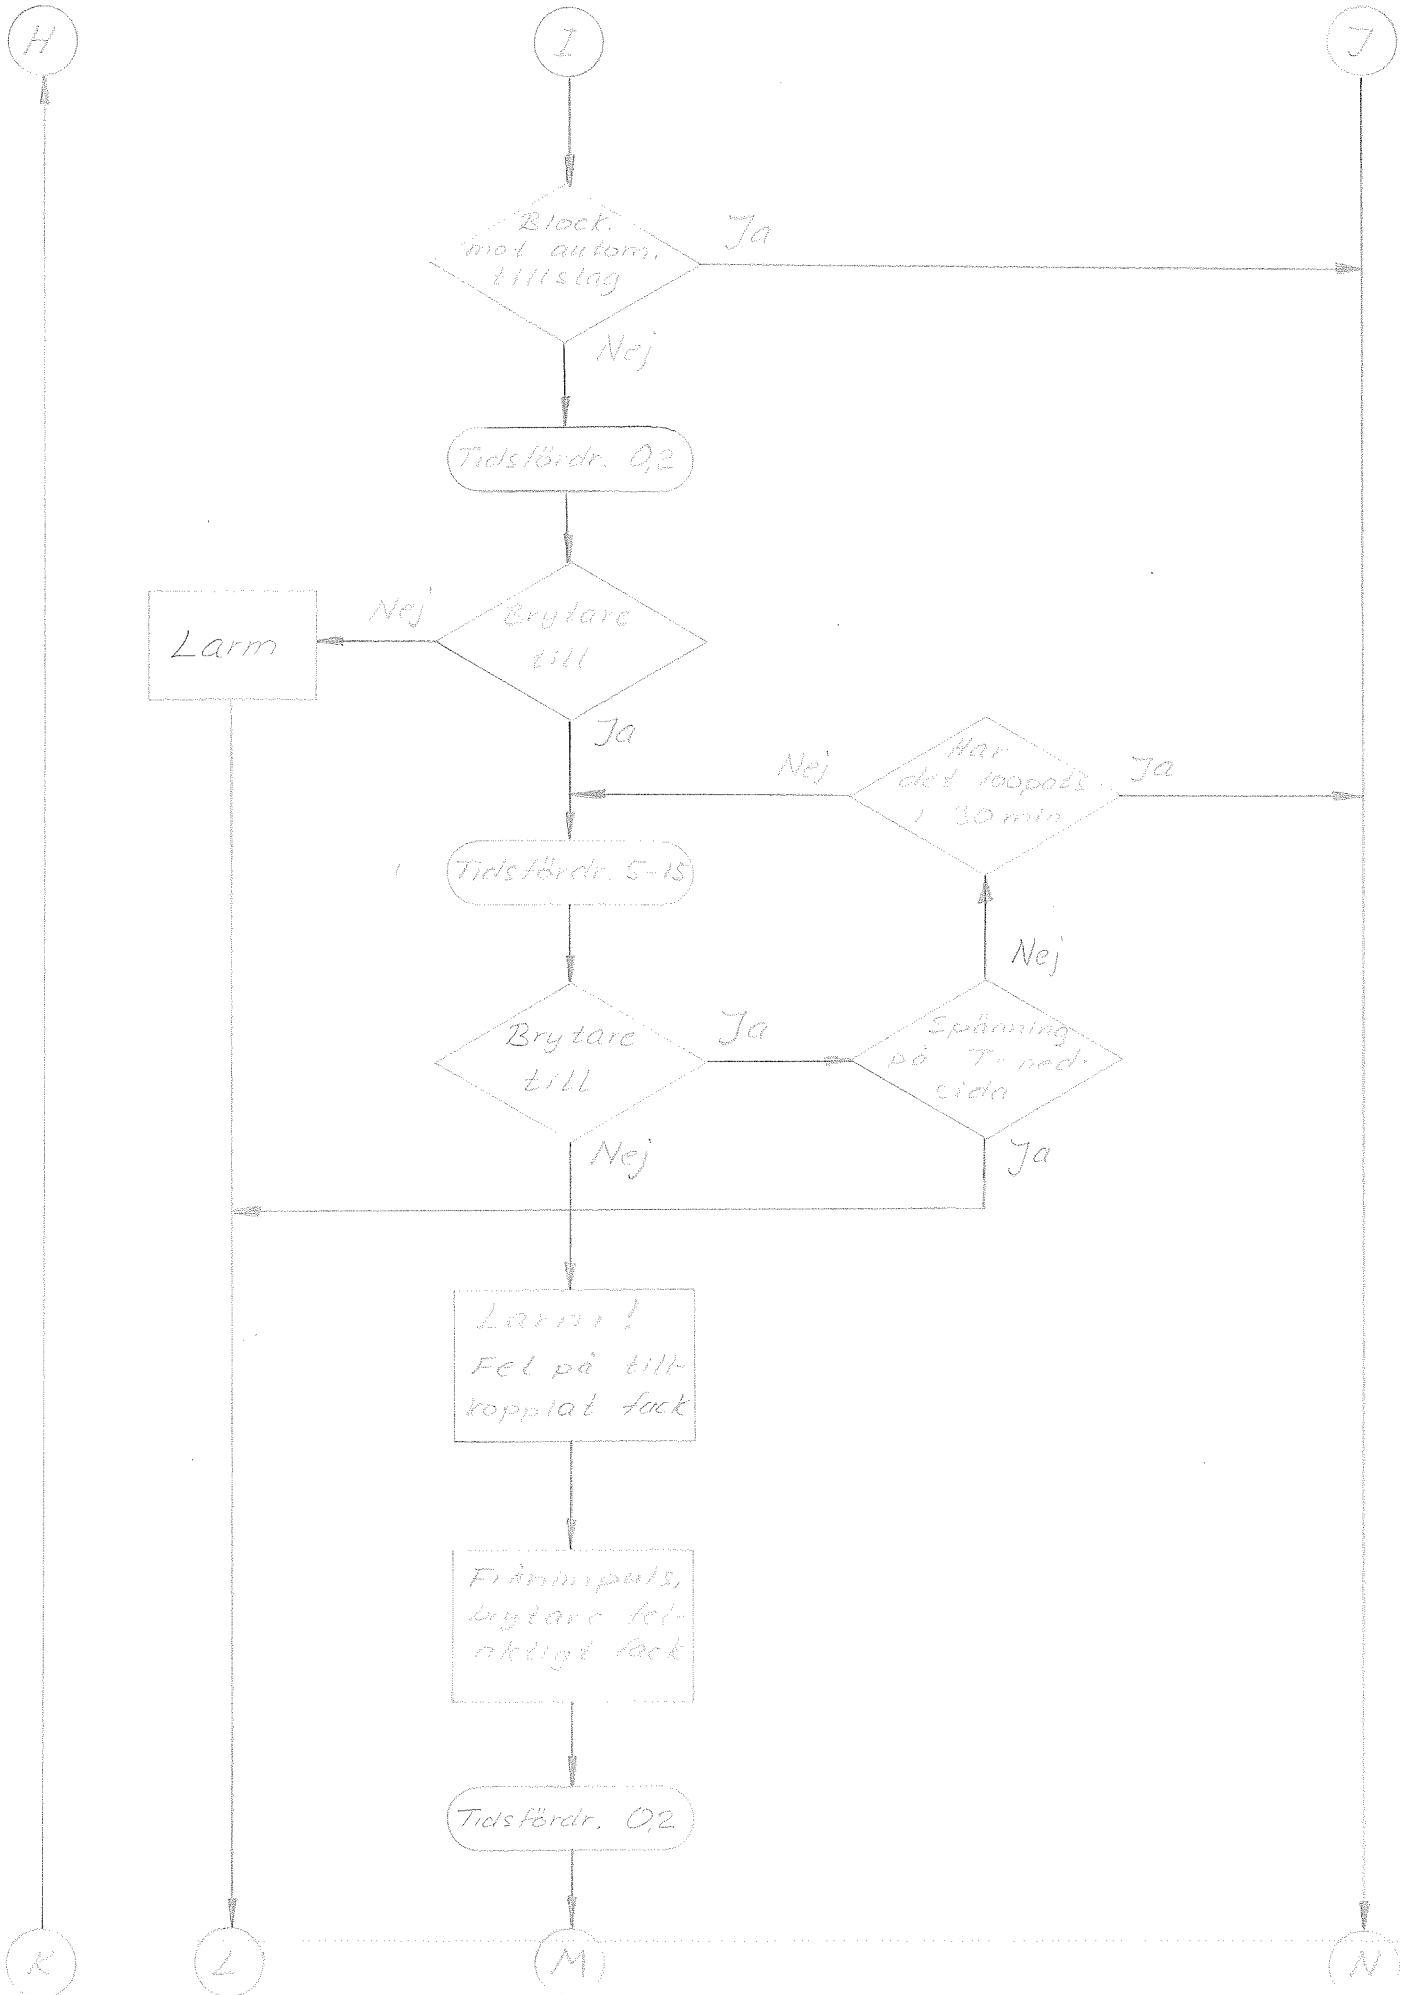 H
I
J
Block.
mot autom.
tillslag
Ja
Nej
Tidsfördr. 0,2
Brytare
till
Nej
Larm
Ja
Har
det loopats
i 30 min
Nej
Ja
Tidsfördr. 5-15
Nej
Brytare
till
Ja
Spänning
på T-ned-
sida
Nej
Ja
Larm!
Fel på till-
kopplat fack
Frånimpuls,
brytare fel-
riktigt fack
Tidsfördr. 0,2
K
L
M
N